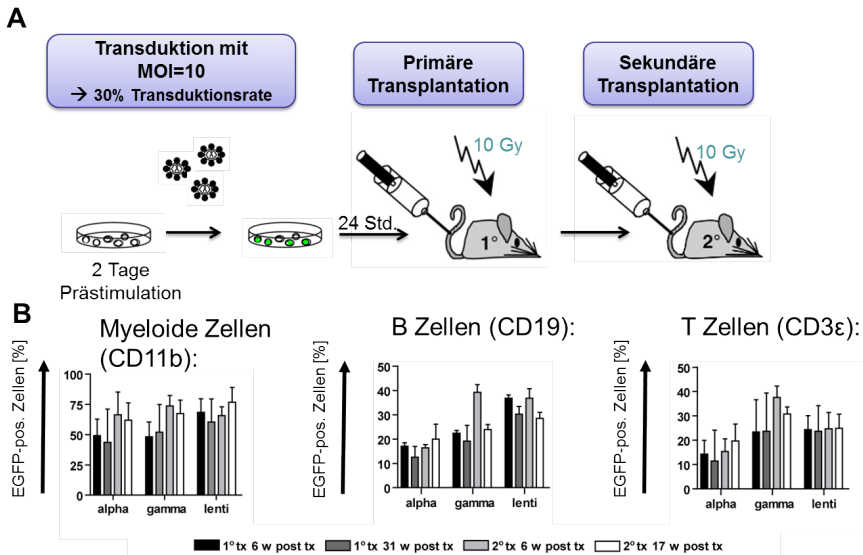 A
Transduktion mit
MOI=10
→ 30% Transduktionsrate
Primäre
Transplantation
Sekundäre
Transplantation
10 Gy
10 Gy
24 Std.
1°
2°
2 Tage
Prästimulation
B
Myeloide Zellen
(CD11b):
B Zellen (CD19):
T Zellen (CD3ε):
EGFP-pos. Zellen [%]
100
75
50
25
0
alpha gamma lenti
EGFP-pos. Zellen [%]
50
40
30
20
10
0
alpha gamma lenti
EGFP-pos. Zellen [%]
50
40
30
20
10
0
alpha gamma lenti
1° tx 6 w post tx 1° tx 31 w post tx 2° tx 6 w post tx 2° tx 17 w post tx